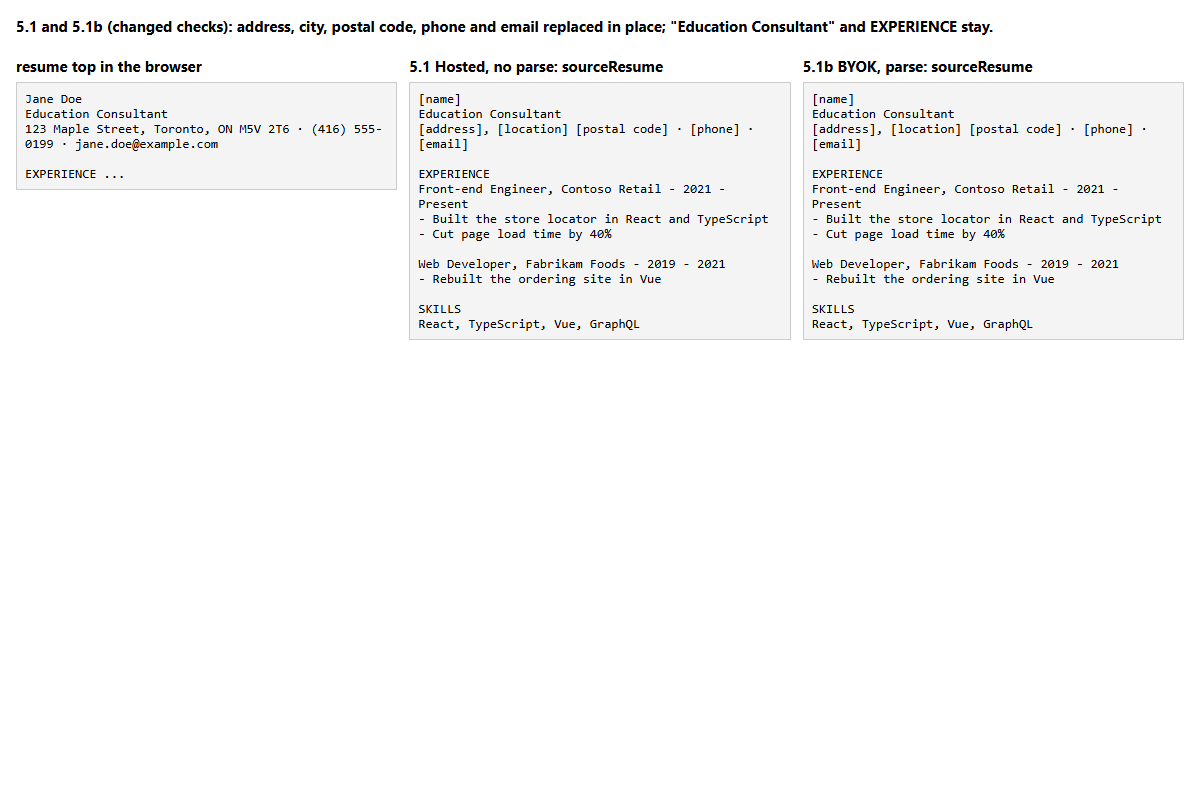 5.1 and 5.1b (changed checks): address, city, postal code, phone and email replaced in place; "Education Consultant" and EXPERIENCE stay.
resume top in the browser
Jane Doe
Education Consultant
123 Maple Street, Toronto, ON M5V 2T6 · (416) 555-
0199 · jane.doe@example.com
EXPERIENCE ...
5.1 Hosted, no parse: sourceResume
[name]
Education Consultant
[address], [location] [postal code] · [phone] ·
[email]
EXPERIENCE
Front-end Engineer, Contoso Retail - 2021 -
Present
- Built the store locator in React and TypeScript
- Cut page load time by 40%
Web Developer, Fabrikam Foods - 2019 - 2021
- Rebuilt the ordering site in Vue
SKILLS
React, TypeScript, Vue, GraphQL
5.1b BYOK, parse: sourceResume
[name]
Education Consultant
[address], [location] [postal code] · [phone] ·
[email]
EXPERIENCE
Front-end Engineer, Contoso Retail - 2021 -
Present
- Built the store locator in React and TypeScript
- Cut page load time by 40%
Web Developer, Fabrikam Foods - 2019 - 2021
- Rebuilt the ordering site in Vue
SKILLS
React, TypeScript, Vue, GraphQL